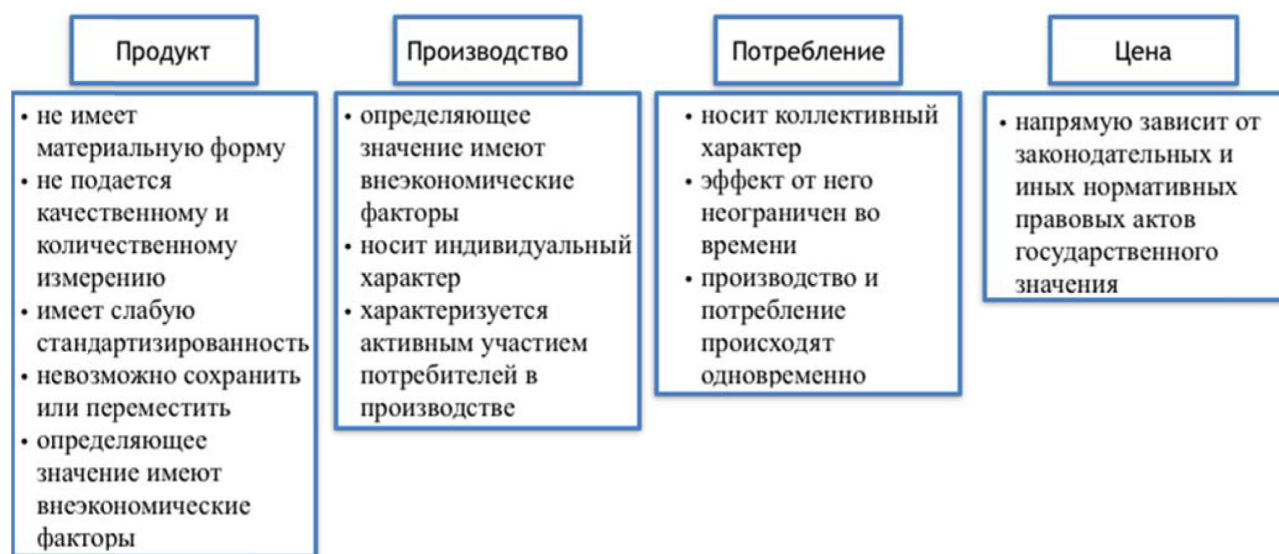 Продукт
не имеет
материальную форму
не подается
качественному и
количественному
измерению
имеет слабую
стандартизированность
невозможно сохранить
или переместить
определяющее
значение имеют
внеэкономические
факторы
Производство
определяющее
значение имеют
внеэкономические
факторы
носит индивидуальный
характер
характеризуется
активным участием
потребителей в
производстве
Потребление
носит коллективный
характер
эффект от него
неограничен во
времени
производство и
потребление
происходят
одновременно
Цена
напрямую зависит от
законодательных и
иных нормативных
правовых актов
государственного
значения